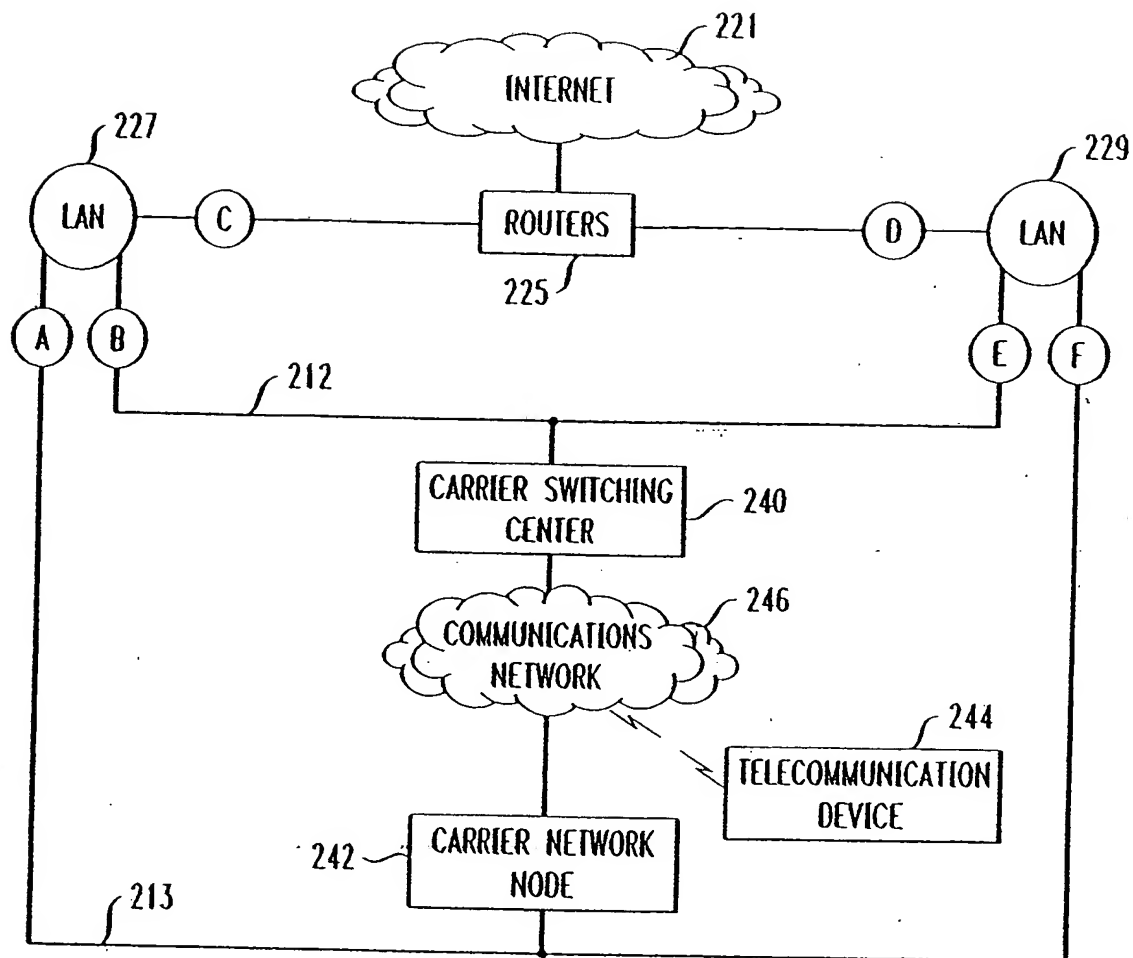 221
INTERNET
227
229
LAN
C
ROUTERS
D
LAN
225
A
B
E
F
212
CARRIER SWITCHING
CENTER
240
COMMUNICATIONS
NETWORK
246
244
TELECOMMUNICATION
DEVICE
242
CARRIER NETWORK
NODE
213